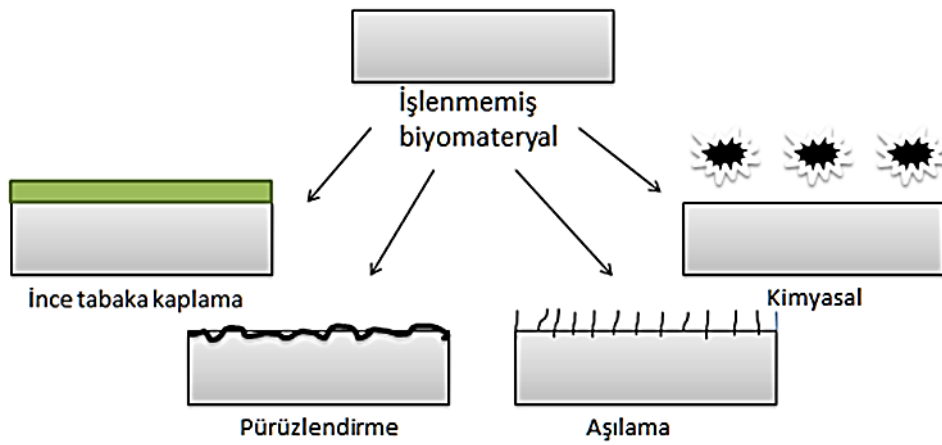 İşlenmemiş
biyomateryal
İnce tabaka kaplama
Kimyasal
Pürüzlendirme
Aşılama